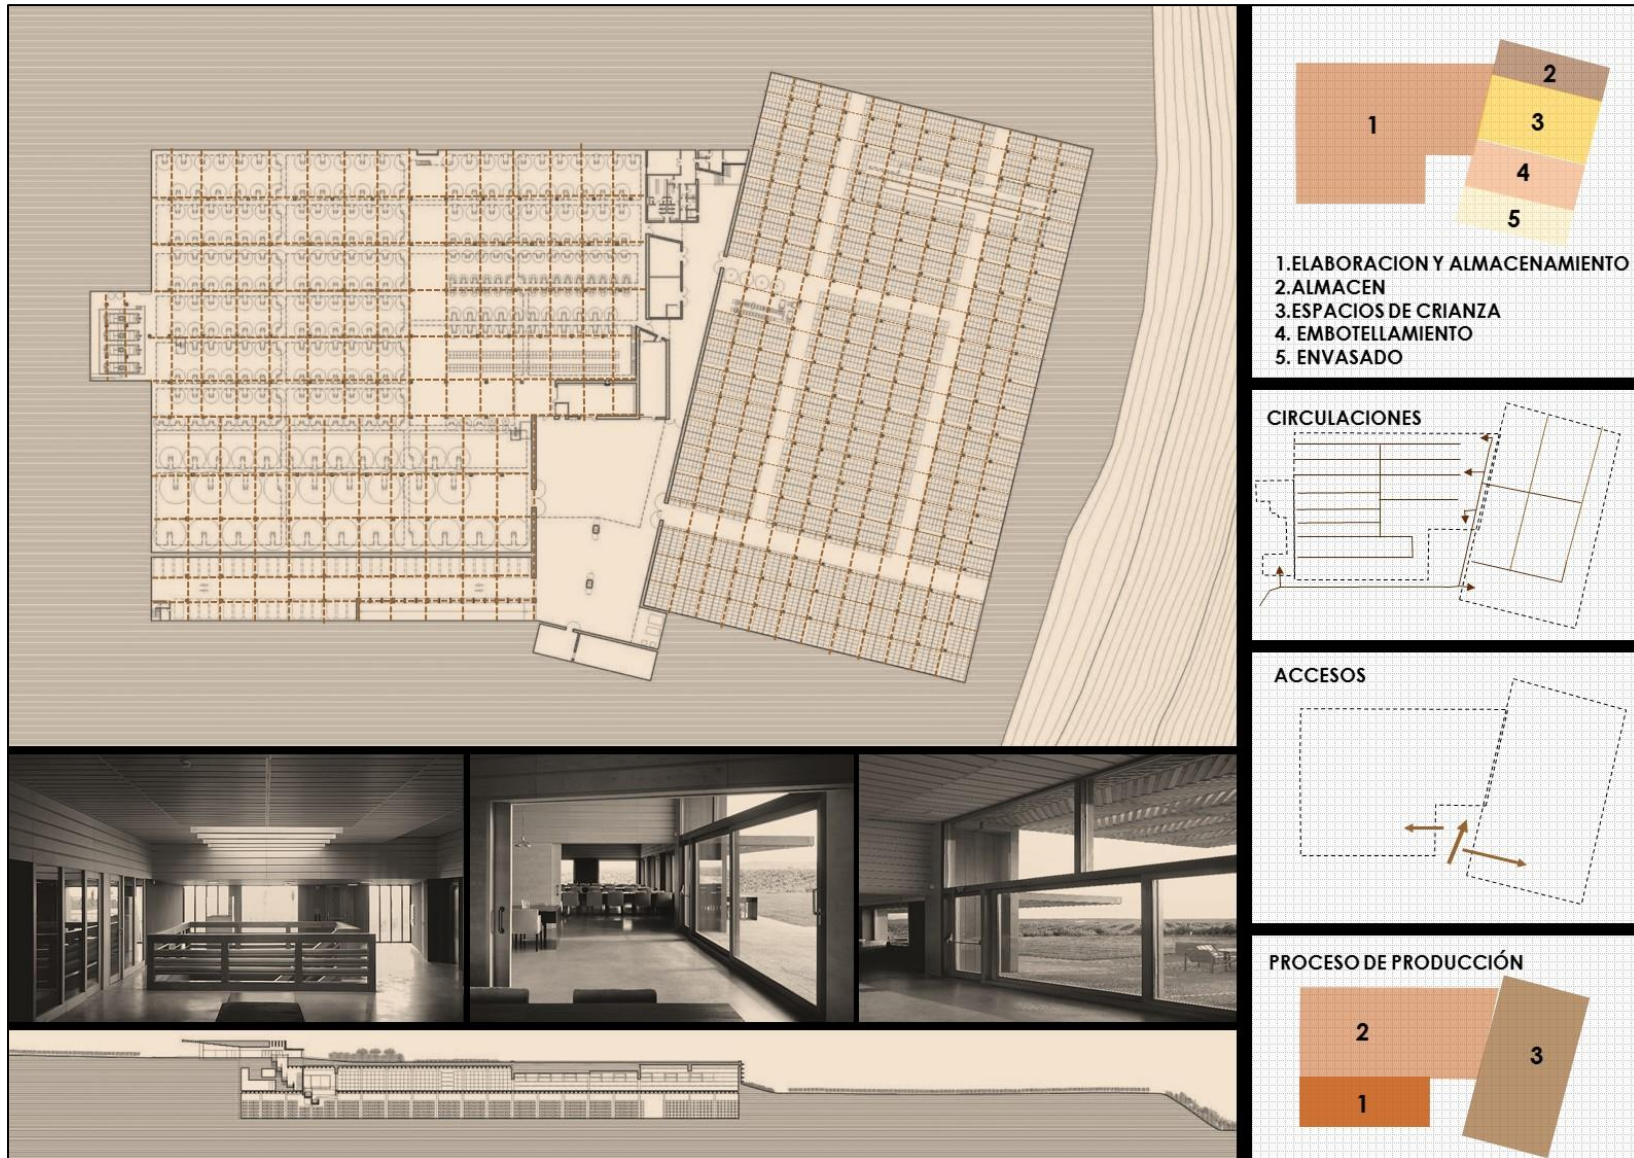 1
2
3
4
5
1.ELABORACION Y ALMACENAMIENTO
2.ALMACEN
3.ESPACIOS DE CRIANZA
4. EMBOTELLAMIENTO
5. ENVASADO
CIRCULACIONES
ACCESOS
PROCESO DE PRODUCCIÓN
2
3
1